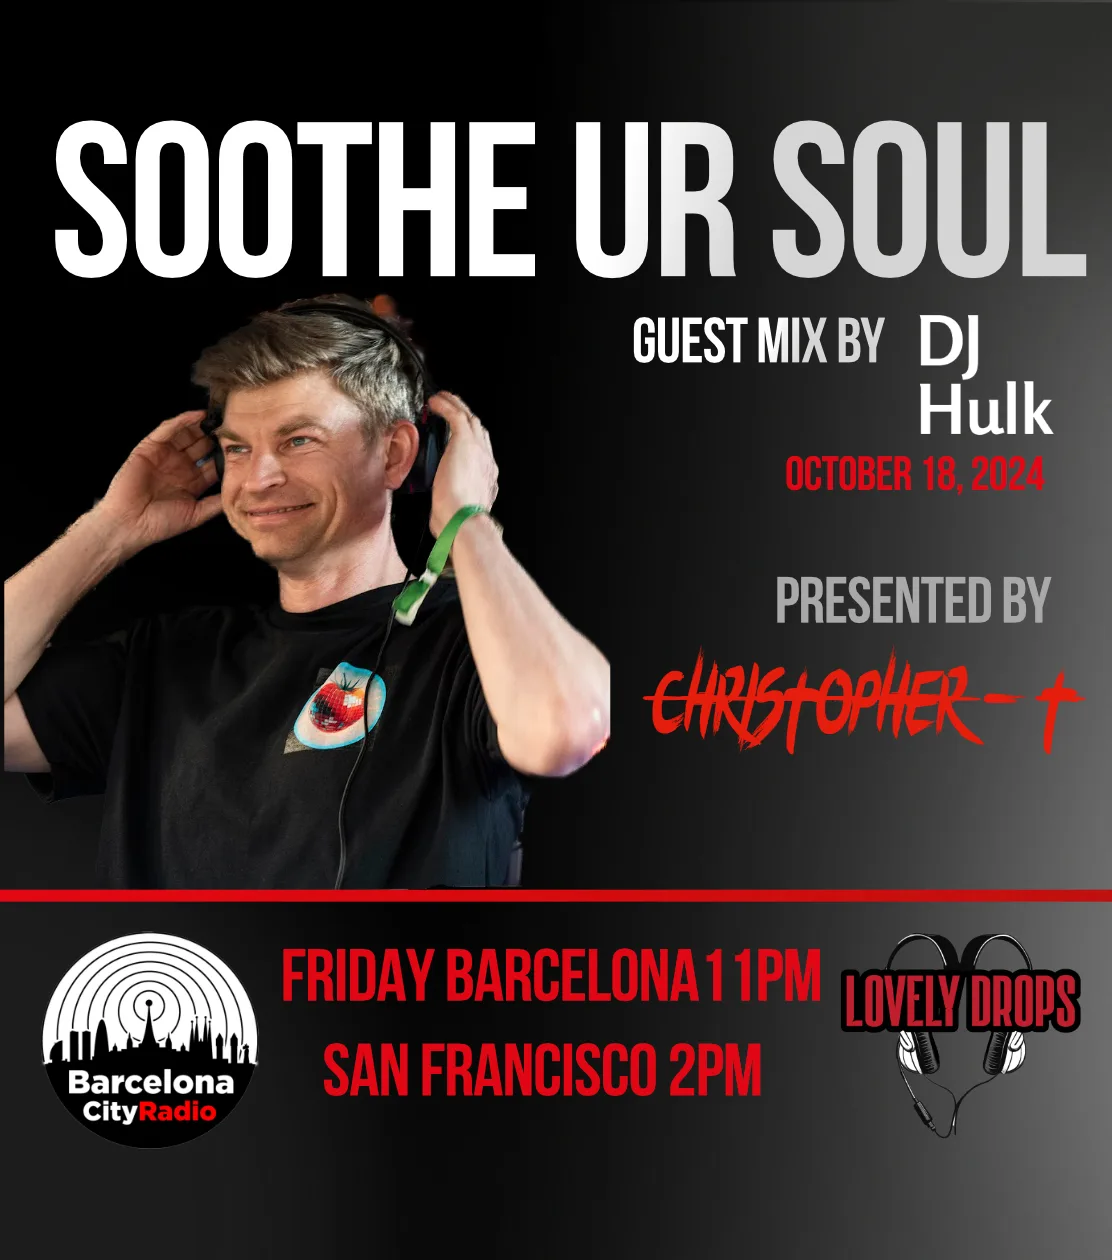 SOOTHE UR SOUL
GUEST MIX BY DJ
Hulk
OCTOBER 18, 2024
PRESENTED BY
CHRISTOPHER - T
FRIDAY BARCELONA 11PM
SAN FRANCISCO 2PM
Barcelona
CityRadio
LOVELY DROPS